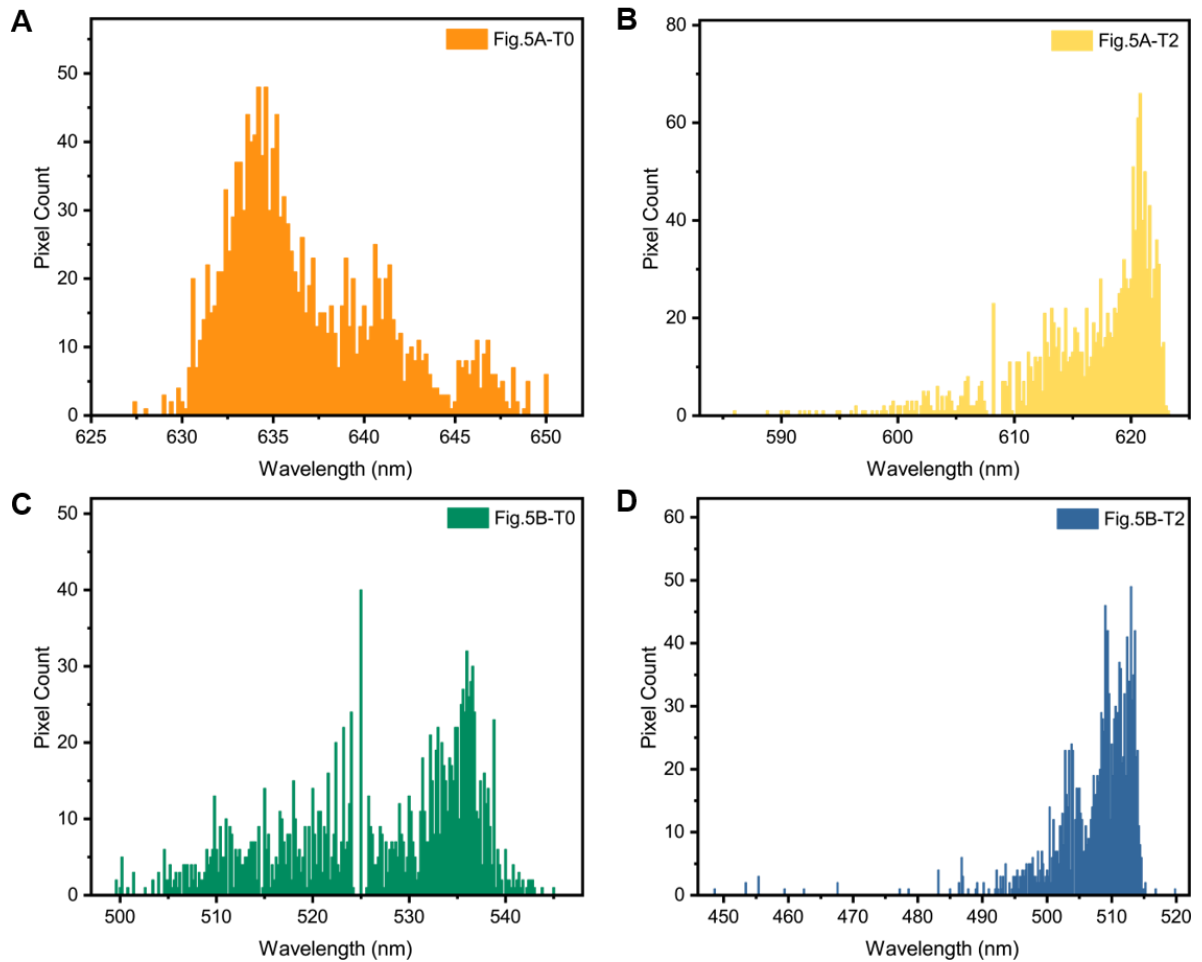 A
Fig.5A-T0
50
40
30
20
10
0
Pixel Count
625 630 635 640 645 650
Wavelength (nm)
B
Fig.5A-T2
80
60
40
20
0
Pixel Count
590 600 610 620
Wavelength (nm)
C
Fig.5B-T0
50
40
30
20
10
0
Pixel Count
500 510 520 530 540
Wavelength (nm)
D
Fig.5B-T2
60
50
40
30
20
10
0
Pixel Count
450 460 470 480 490 500 510 520
Wavelength (nm)